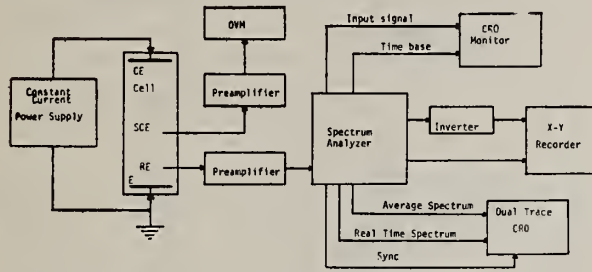 OVM
Input signal
CRO
Monitor
Time base
CE
Cell
Constant
Current
Power Supply
Preamplifier
SCE
Spectrum
Analyzer
Inverter
X-Y
Recorder
RE
Preamplifier
E
Average Spectrum
Dual Trace
CRO
Real Time Spectrum
Sync